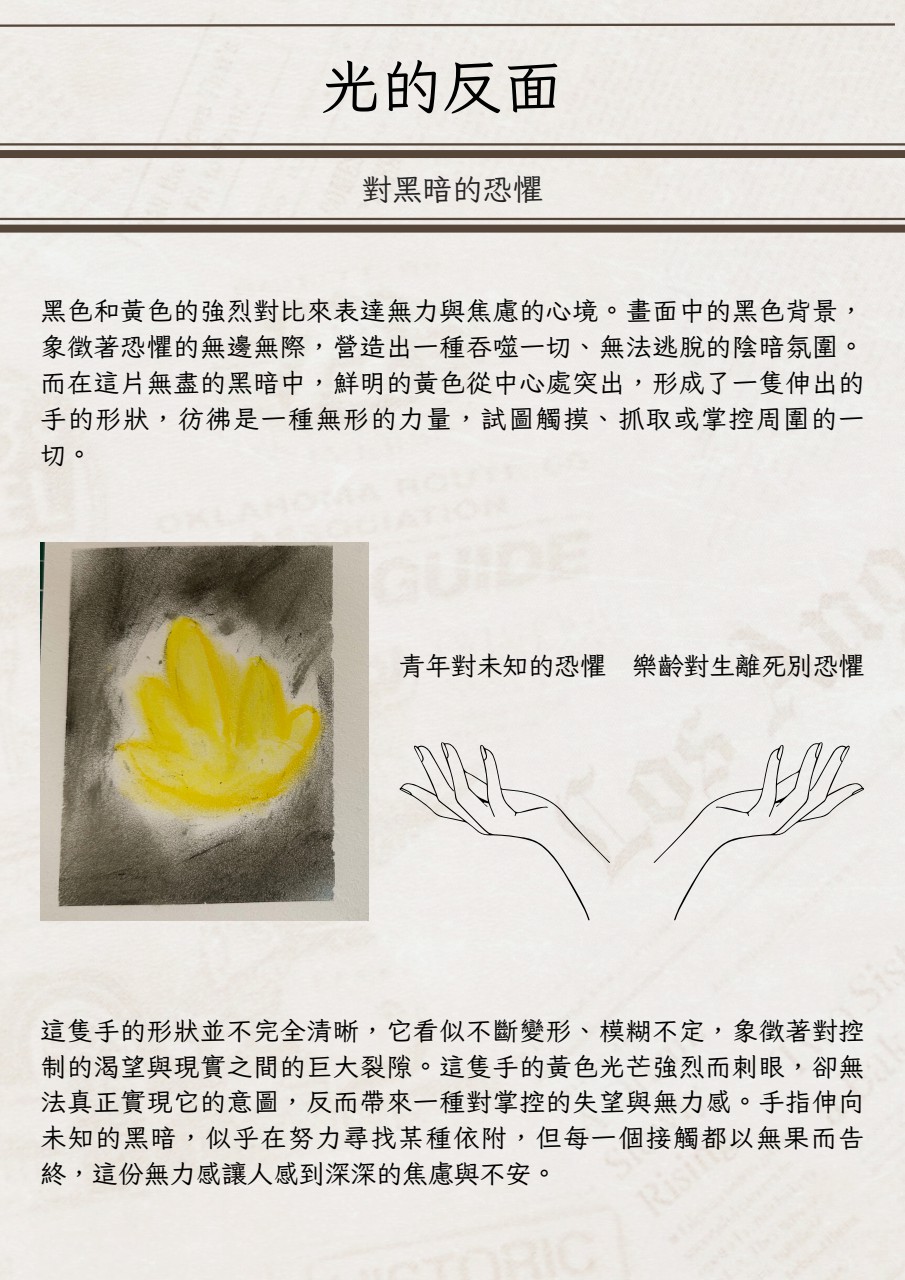 光的反面
對黑暗的恐懼
黑色和黃色的強烈對比來表達無力與焦慮的心境。畫面中的黑色背景，
象徵著恐懼的無邊無際，營造出一種吞噬一切、無法逃脫的陰暗氛圍。
而在這片無盡的黑暗中，鮮明的黃色從中心處突出，形成了一隻伸出的
手的形狀，彷彿是一種無形的力量，試圖觸摸、抓取或掌控周圍的一
切。
OKLAHOMA ROUTE 66
ASSOCIATION
GUIDE
Los Ang
青年對未知的恐懼　樂齡對生離死別恐懼
這隻手的形狀並不完全清晰，它看似不斷變形、模糊不定，象徵著對控
制的渴望與現實之間的巨大裂隙。這隻手的黃色光芒強烈而刺眼，卻無
法真正實現它的意圖，反而帶來一種對掌控的失望與無力感。手指伸向
未知的黑暗，似乎在努力尋找某種依附，但每一個接觸都以無果而告
終，這份無力感讓人感到深深的焦慮與不安。
HISTORIC